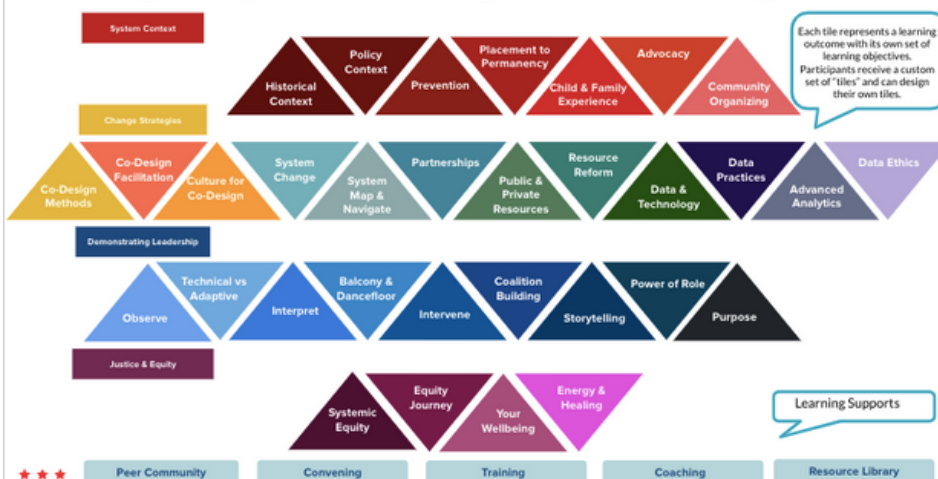 System Context
Historical
Context
Policy
Context
Prevention
Placement to
Permanency
Child & Family
Experience
Advocacy
Community
Organizing
Each tile represents a learning
outcome with its own set of
learning objectives.
Participants receive a custom
set of "tiles" and can design
their own tiles.
Change Strategies
Co-Design
Methods
Co-Design
Facilitation
Culture for
Co-Design
System
Change
System
Map &
Navigate
Partnerships
Public &
Private
Resources
Resource
Reform
Data &
Technology
Data
Practices
Advanced
Analytics
Data Ethics
Demonstrating Leadership
Observe
Technical vs
Adaptive
Interpret
Balcony &
Dancefloor
Intervene
Coalition
Building
Storytelling
Power of Role
Purpose
Justice & Equity
Systemic
Equity
Equity
Journey
Your
Wellbeing
Energy &
Healing
Learning Supports
Peer Community
Convening
Training
Coaching
Resource Library